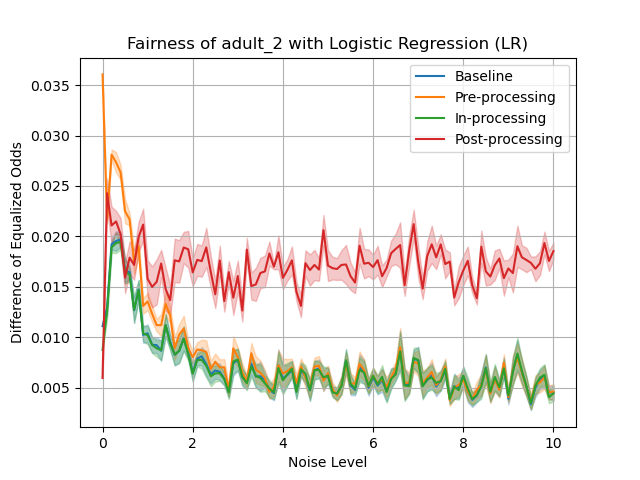 Fairness of adult_2 with Logistic Regression (LR)
Difference of Equalized Odds
0.035
0.030
0.025
0.020
0.015
0.010
0.005
Baseline
Pre-processing
In-processing
Post-processing
0
2
4
6
8
10
Noise Level